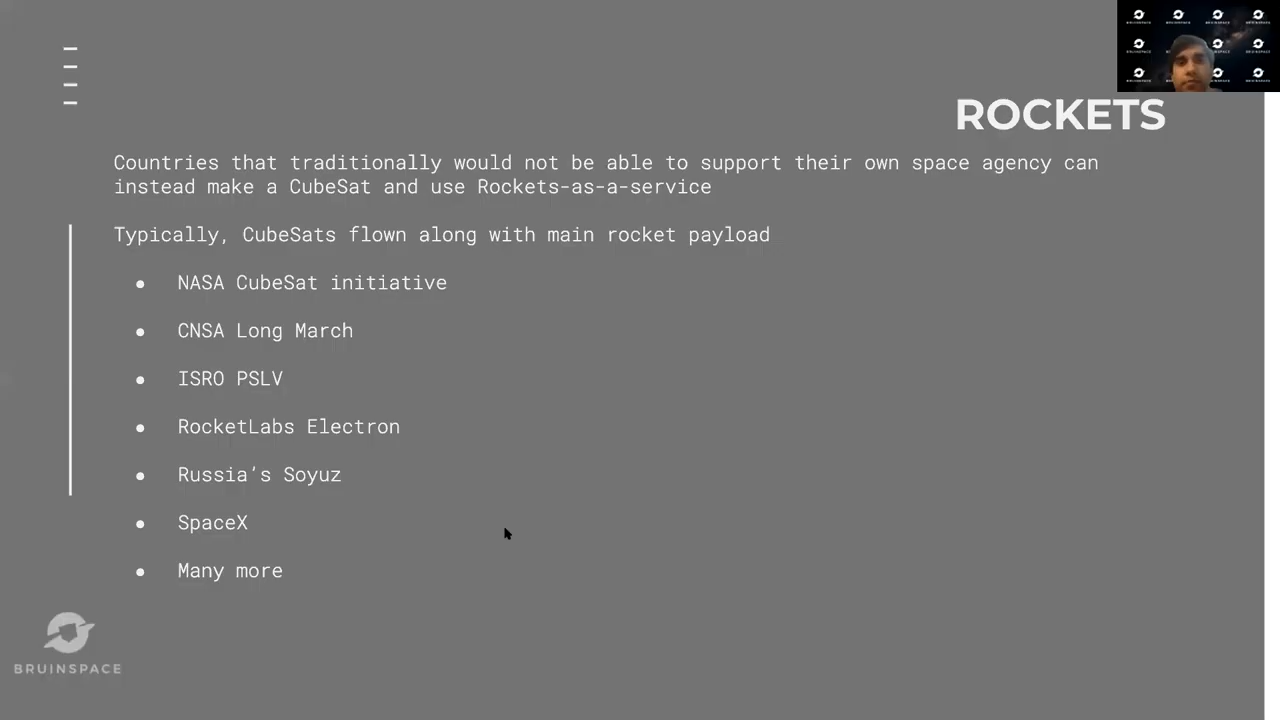 ROCKETS
Countries that traditionally would not be able to support their own space agency can
instead make a CubeSat and use Rockets-as-a-service
Typically, CubeSats flown along with main rocket payload
● NASA CubeSat initiative
● CNSA Long March
● ISRO PSLV
● RocketLabs Electron
● Russia’s Soyuz
● SpaceX
● Many more
BRUINSPACE